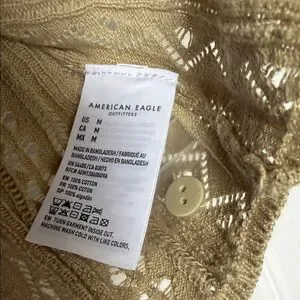 AMERICAN EAGLE
OUTFITTERS
US M
CA M
MX M
MADE IN BANGLADESH/FABRIQUÉ AU
BANGLADESH/HECHO EN BANGLADESH
EN: 100% COTTON
FR: 100% COTON
SP: 100% algodón
EN: TURN GARMENT INSIDE OUT.
MACHINE WASH COLD WITH LIKE COLORS,